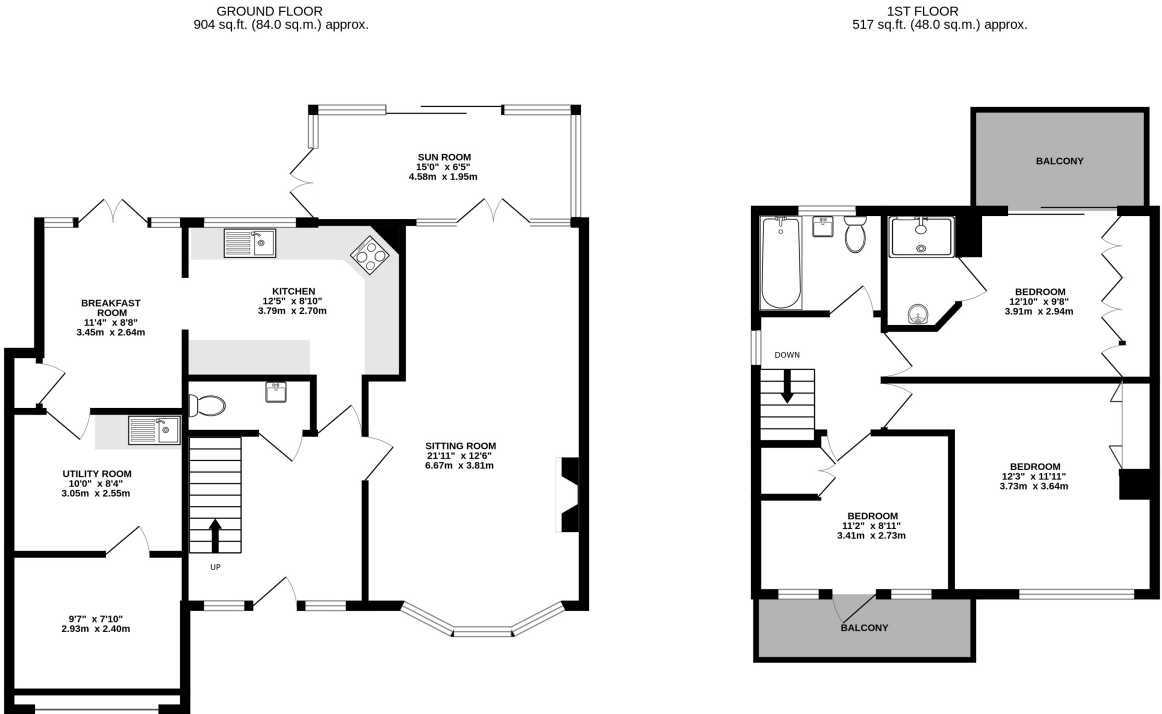 GROUND FLOOR
904 sq.ft. (84.0 sq.m.) approx.
SUN ROOM
15'0" x 6'5"
4.58m x 1.95m
BREAKFAST
ROOM
11'4" x 8'8"
3.45m x 2.64m
KITCHEN
12'5" x 8'10"
3.79m x 2.70m
SITTING ROOM
21'11" x 12'6"
6.67m x 3.81m
UTILITY ROOM
10'0" x 8'4"
3.05m x 2.55m
UP
9'7" x 7'10"
2.93m x 2.40m
1ST FLOOR
517 sq.ft. (48.0 sq.m.) approx.
BALCONY
BEDROOM
12'10" x 9'8"
3.91m x 2.94m
DOWN
BEDROOM
12'3" x 11'11"
3.73m x 3.64m
BEDROOM
11'2" x 8'11"
3.41m x 2.73m
BALCONY